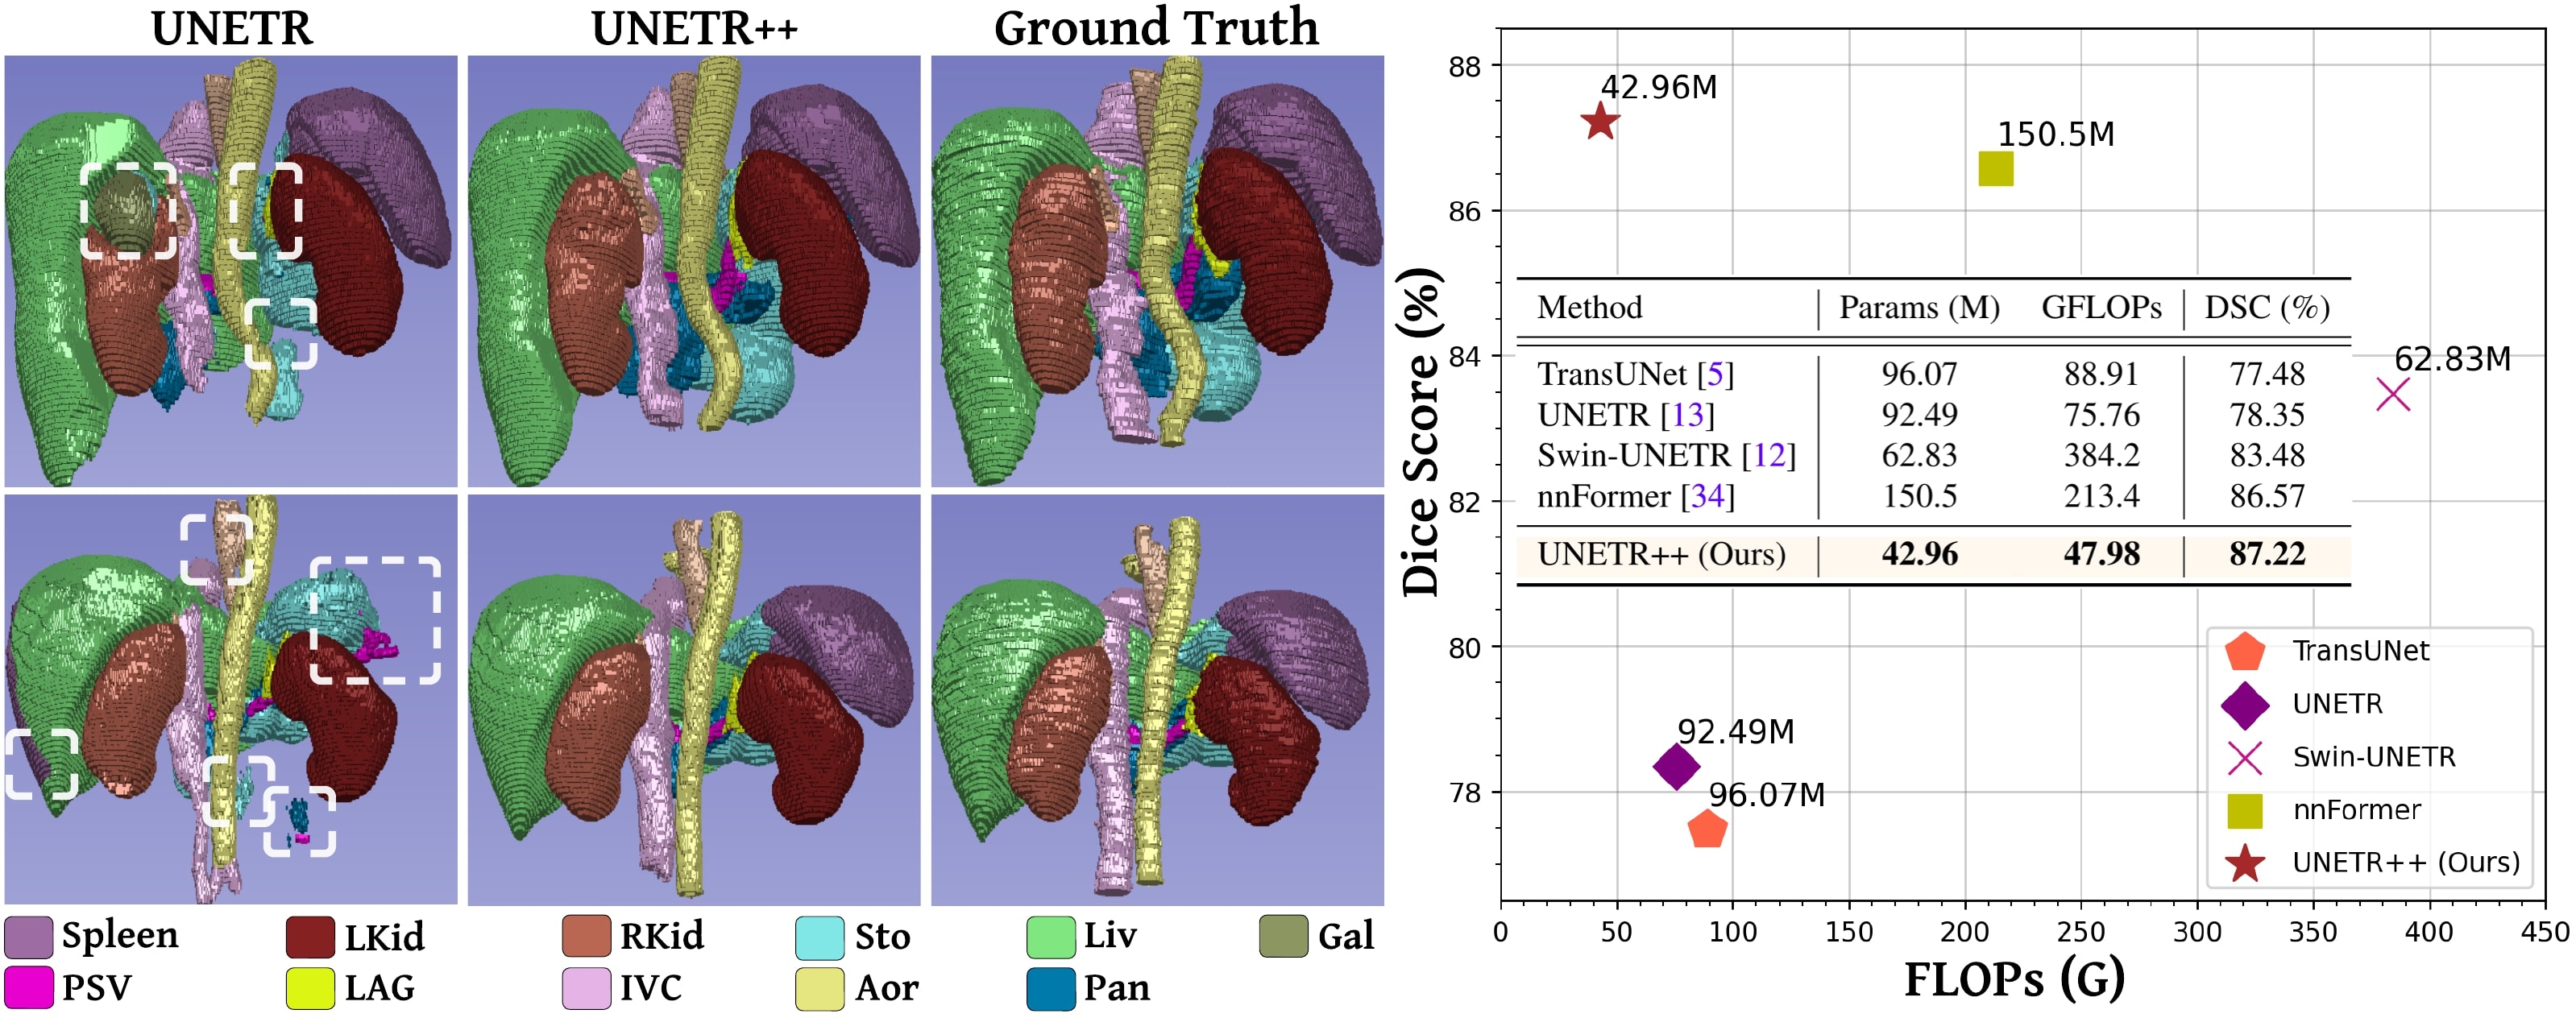 UNETR
UNETR++
Ground Truth
Spleen LKid RKid Sto Liv Gal
PSV LAG IVC Aor Pan
Dice Score (%)
88
86
84
82
80
78
42.96M
150.5M
62.83M
92.49M
96.07M
Method Params (M) GFLOPs DSC (%)
TransUNet [5] 96.07 88.91 77.48
UNETR [13] 92.49 75.76 78.35
Swin-UNETR [12] 62.83 384.2 83.48
nnFormer [34] 150.5 213.4 86.57
UNETR++ (Ours) 42.96 47.98 87.22
TransUNet
UNETR
Swin-UNETR
nnFormer
UNETR++ (Ours)
0 50 100 150 200 250 300 350 400 450
FLOPs (G)